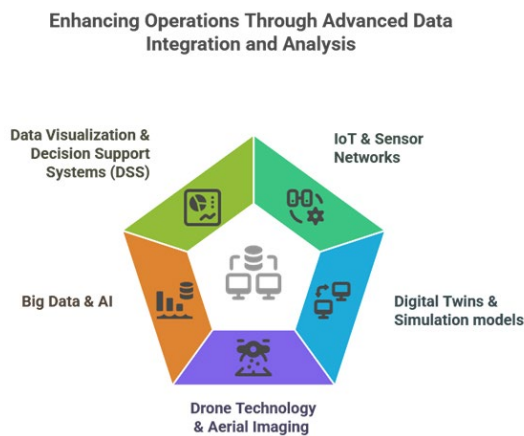 Enhancing Operations Through Advanced Data
Integration and Analysis
Data Visualization &
Decision Support
Systems (DSS)
IoT & Sensor
Networks
Big Data & AI
Digital Twins &
Simulation models
Drone Technology
& Aerial Imaging